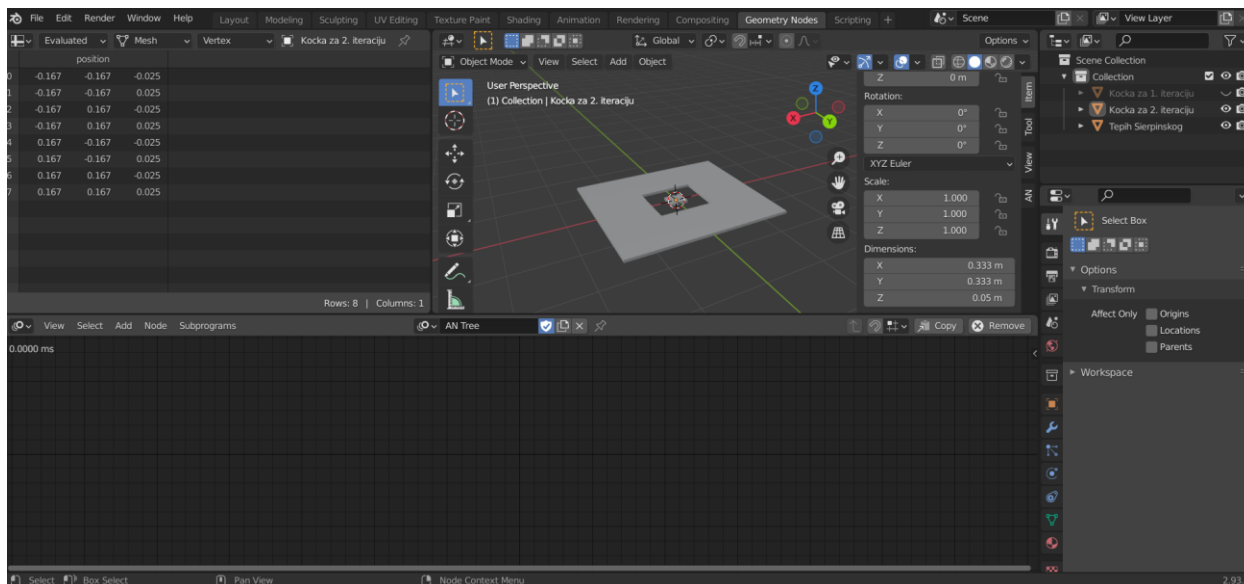 File Edit Render Window Help Layout Modeling Sculpting UV Editing Texture Paint Shading Animation Rendering Compositing Geometry Nodes Scripting + Scene View Layer
Evaluated Mesh Vertex Kocka za 2. iteraciju
position
0 -0.167 -0.167 -0.025
-0.167 -0.167 0.025
2 -0.167 0.167 -0.025
3 -0.167 0.167 0.025
4 0.167 -0.167 -0.025
5 0.167 -0.167 0.025
6 0.167 0.167 -0.025
7 0.167 0.167 0.025
Rows: 8 | Columns: 1
Global Options
Object Mode View Select Add Object
User Perspective
(1) Collection | Kocka za 2. iteraciju
Z
X
Y
Z 0 m
Rotation:
X 0°
Y 0°
Z 0°
XYZ Euler
Scale:
X 1.000
Y 1.000
Z 1.000
Dimensions:
X 0.333 m
Y 0.333 m
Z 0.05 m
Item
Tool
View
AN
Scene Collection
Collection
Kocka za 1. iteraciju
Kocka za 2. iteraciju
Tepih Sierpinskog
Select Box
Options
Transform
Affect Only Origins
Locations
Parents
Workspace
View Select Add Node Subprograms AN Tree Copy Remove
0.0000 ms
Select Box Select Pan View Node Context Menu 2.93